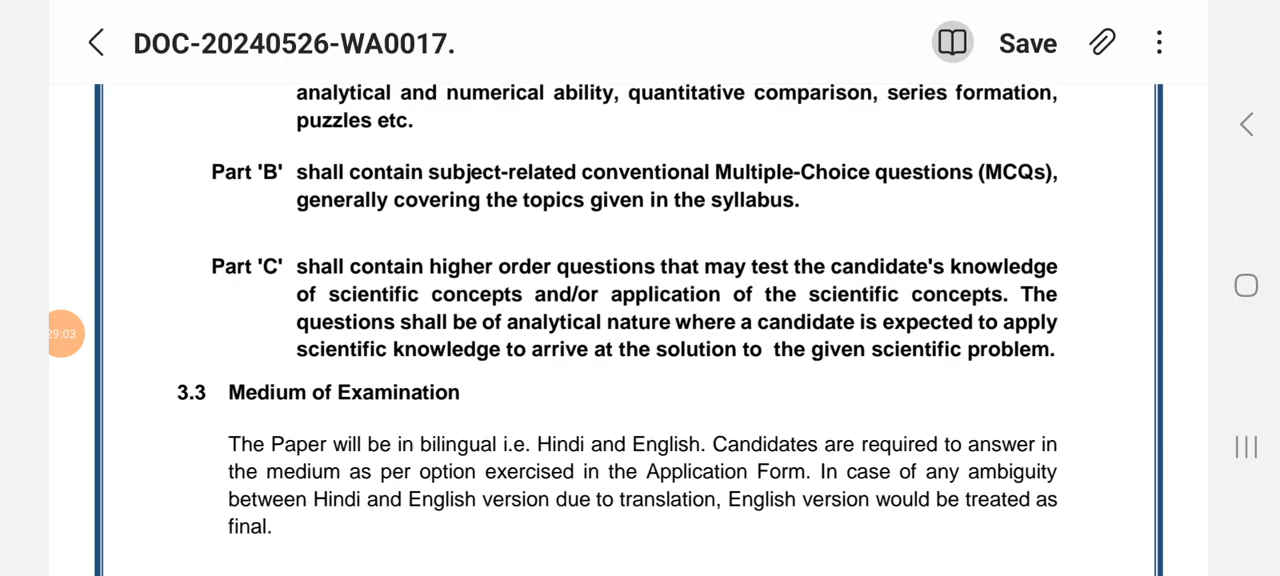 DOC-20240526-WA0017.
Save
analytical and numerical ability, quantitative comparison, series formation,
puzzles etc.
Part 'B' shall contain subject-related conventional Multiple-Choice questions (MCQs),
generally covering the topics given in the syllabus.
Part 'C' shall contain higher order questions that may test the candidate's knowledge
of scientific concepts and/or application of the scientific concepts. The
questions shall be of analytical nature where a candidate is expected to apply
scientific knowledge to arrive at the solution to the given scientific problem.
29:03
3.3 Medium of Examination
The Paper will be in bilingual i.e. Hindi and English. Candidates are required to answer in
the medium as per option exercised in the Application Form. In case of any ambiguity
between Hindi and English version due to translation, English version would be treated as
final.